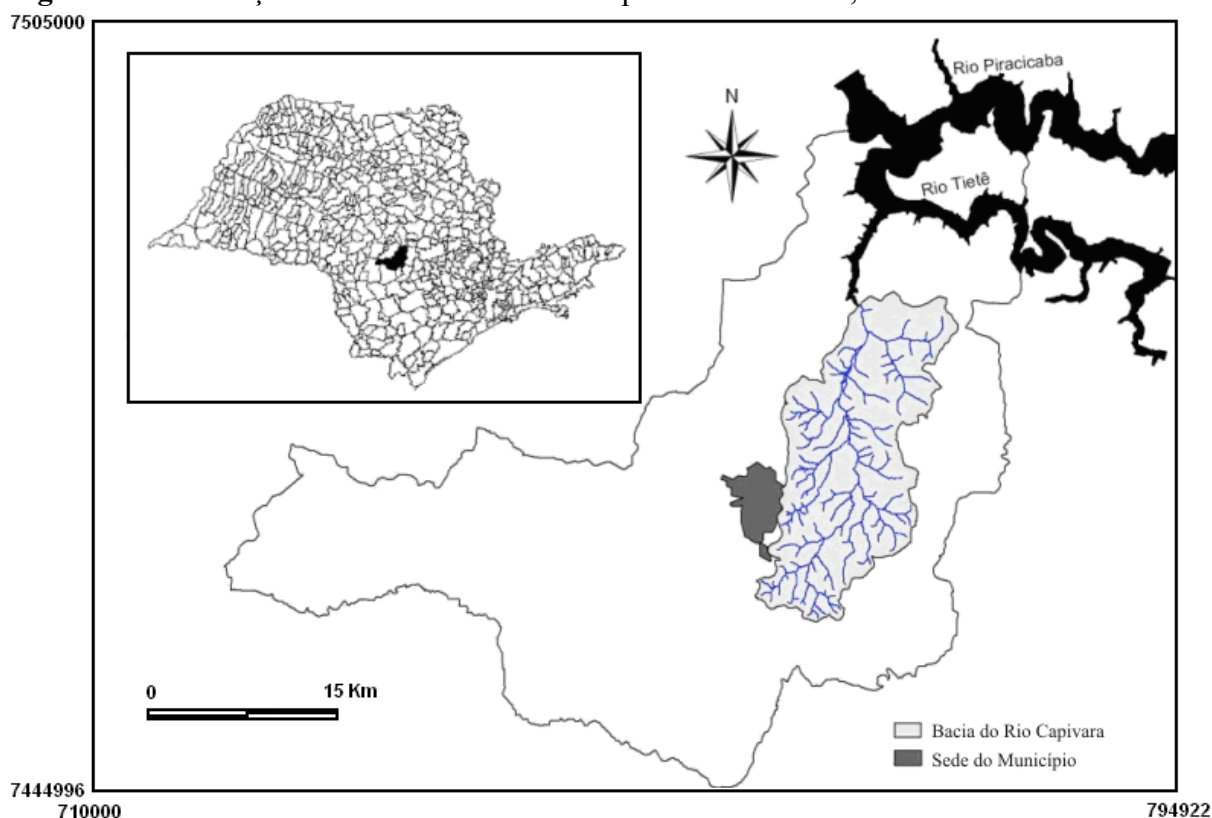 7505000
Rio Piracicaba
N
Rio Tietê
0 15 Km
Bacia do Rio Capivara
Sede do Município
7444996
710000 794922